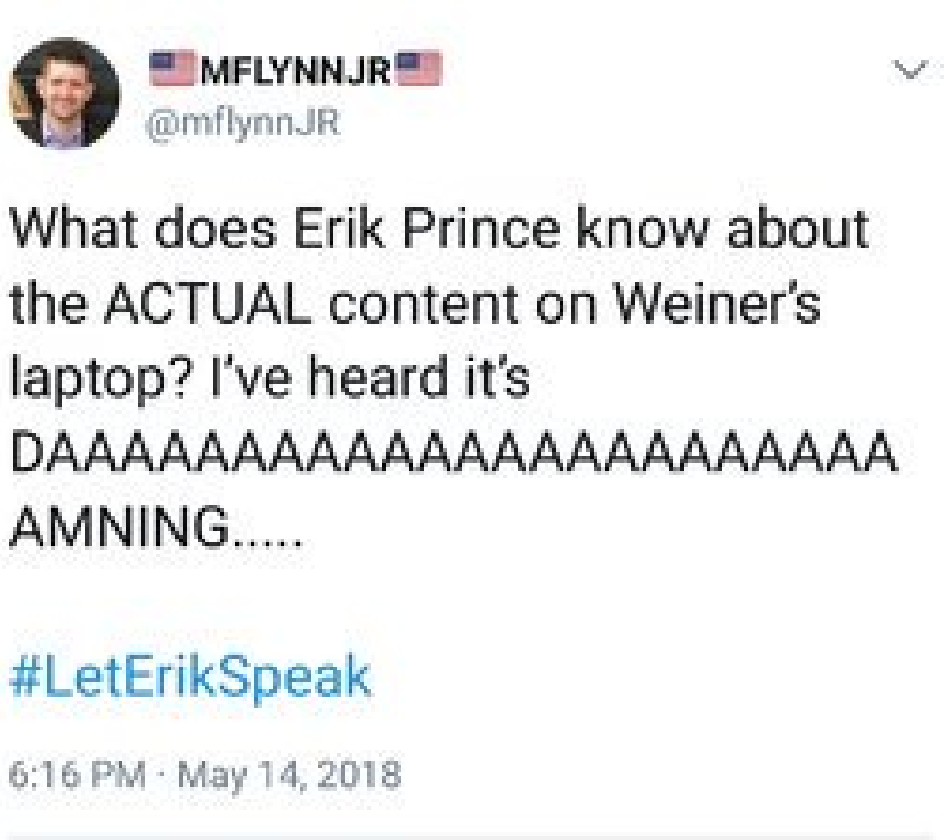 🇺🇸MFLYNNJR🇺🇸
@mflynnJR
What does Erik Prince know about
the ACTUAL content on Weiner's
laptop? I've heard it's
DAAAAAAAAAAAAAAAAAAAAAAA
AMNING.....
#LetErikSpeak
6:16 PM · May 14, 2018